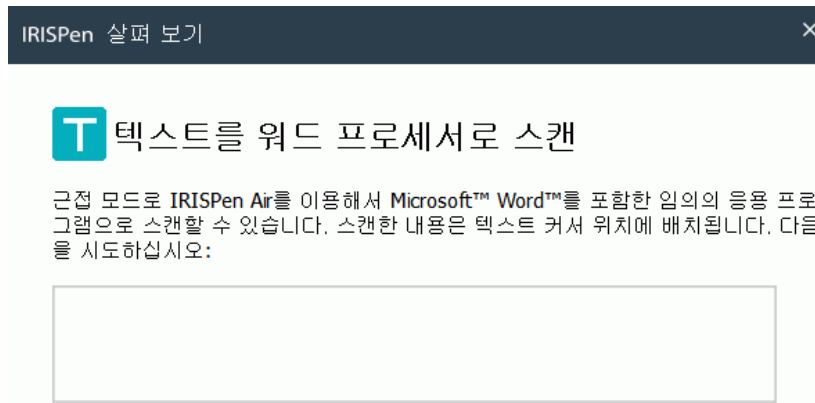 IRISPen 살펴 보기
T 텍스트를 워드 프로세서로 스캔
근접 모드로 IRISPen Air를 이용해서 Microsoft™ Word™를 포함한 임의의 응용 프로
그램으로 스캔할 수 있습니다. 스캔한 내용은 텍스트 커서 위치에 배치됩니다. 다음
을 시도하십시오: